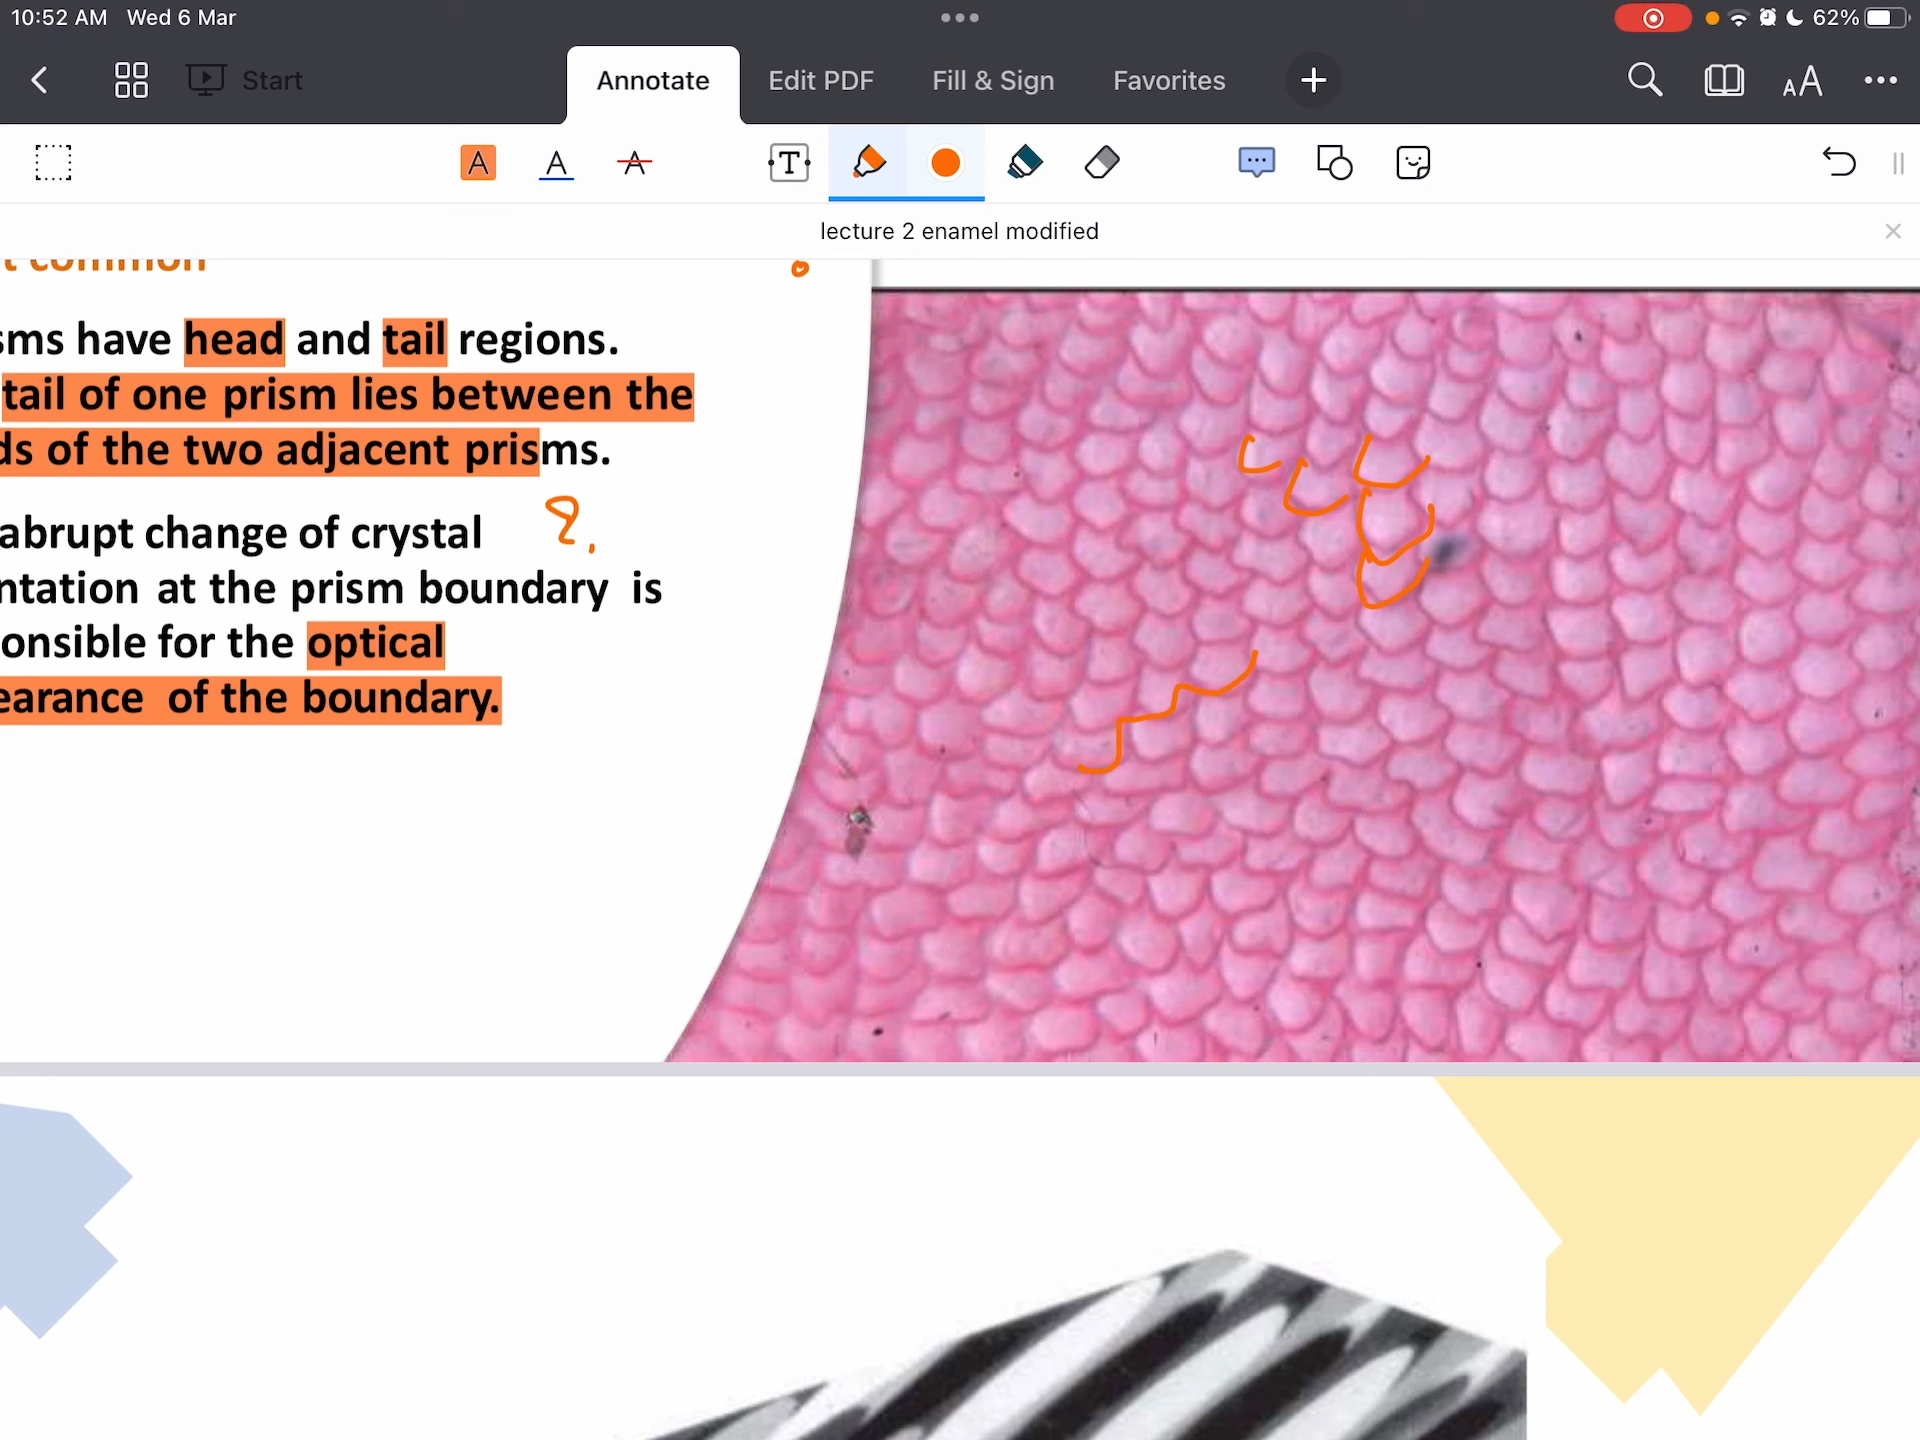 10:52 AM Wed 6 Mar
62%
Start
Annotate
Edit PDF
Fill & Sign
Favorites
AA
A A A
T
lecture 2 enamel modified
t common
sms have head and tail regions.
tail of one prism lies between the
ds of the two adjacent prisms.
abrupt change of crystal
ntation at the prism boundary is
onsible for the optical
earance of the boundary.